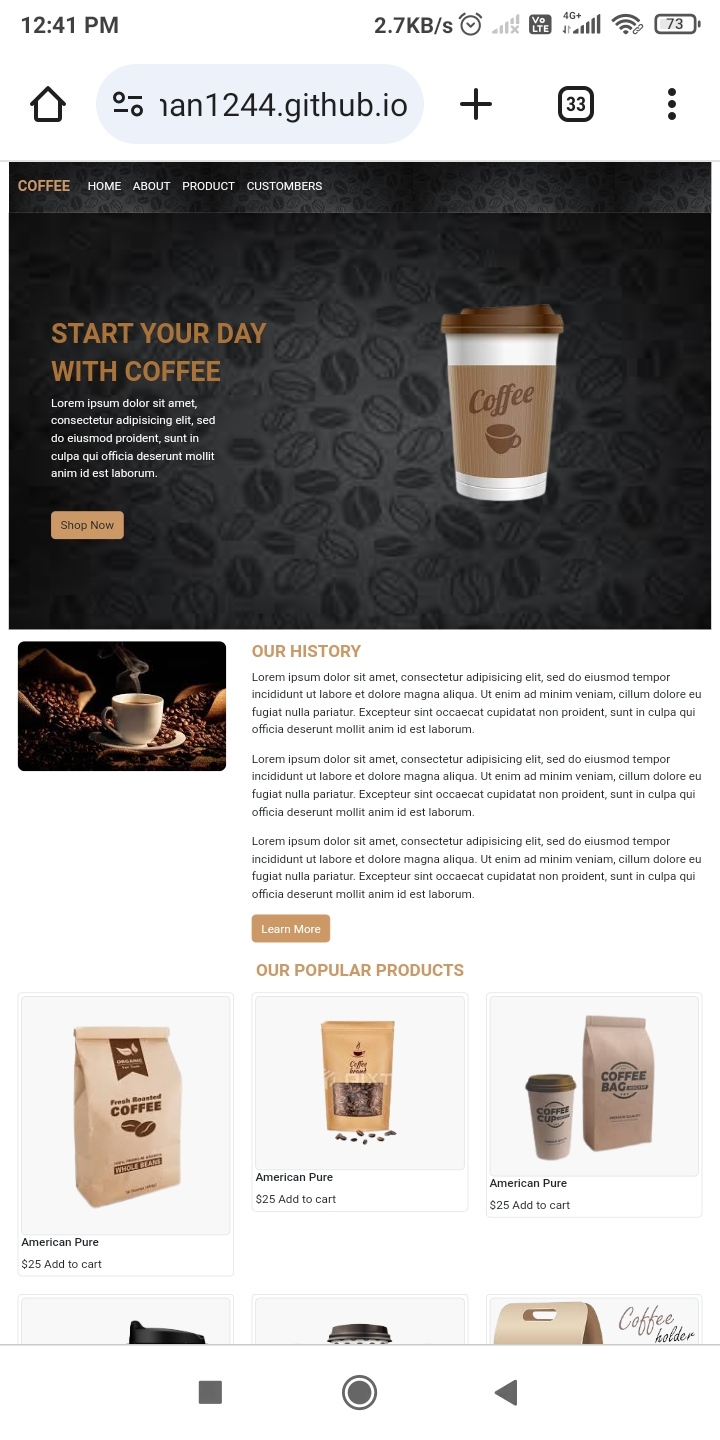 12:41 PM 2.7KB/s Vo LTE 4G+ 73
nan1244.github.io 33
COFFEE HOME ABOUT PRODUCT CUSTOMBERS
START YOUR DAY
WITH COFFEE
Lorem ipsum dolor sit amet,
consectetur adipisicing elit, sed
do eiusmod proident, sunt in
culpa qui officia deserunt mollit
anim id est laborum.
Shop Now
Coffee
OUR HISTORY
Lorem ipsum dolor sit amet, consectetur adipisicing elit, sed do eiusmod tempor
incididunt ut labore et dolore magna aliqua. Ut enim ad minim veniam, cillum dolore eu
fugiat nulla pariatur. Excepteur sint occaecat cupidatat non proident, sunt in culpa qui
officia deserunt mollit anim id est laborum.
Lorem ipsum dolor sit amet, consectetur adipisicing elit, sed do eiusmod tempor
incididunt ut labore et dolore magna aliqua. Ut enim ad minim veniam, cillum dolore eu
fugiat nulla pariatur. Excepteur sint occaecat cupidatat non proident, sunt in culpa qui
officia deserunt mollit anim id est laborum.
Lorem ipsum dolor sit amet, consectetur adipisicing elit, sed do eiusmod tempor
incididunt ut labore et dolore magna aliqua. Ut enim ad minim veniam, cillum dolore eu
fugiat nulla pariatur. Excepteur sint occaecat cupidatat non proident, sunt in culpa qui
officia deserunt mollit anim id est laborum.
Learn More
OUR POPULAR PRODUCTS
ORGANIC
Fresh Roasted
COFFEE
WHOLE BEANS
American Pure
$25 Add to cart
Coffee
brand
American Pure
$25 Add to cart
COFFEE
CUP
COFFEE
BAG
American Pure
$25 Add to cart
Coffee
holder